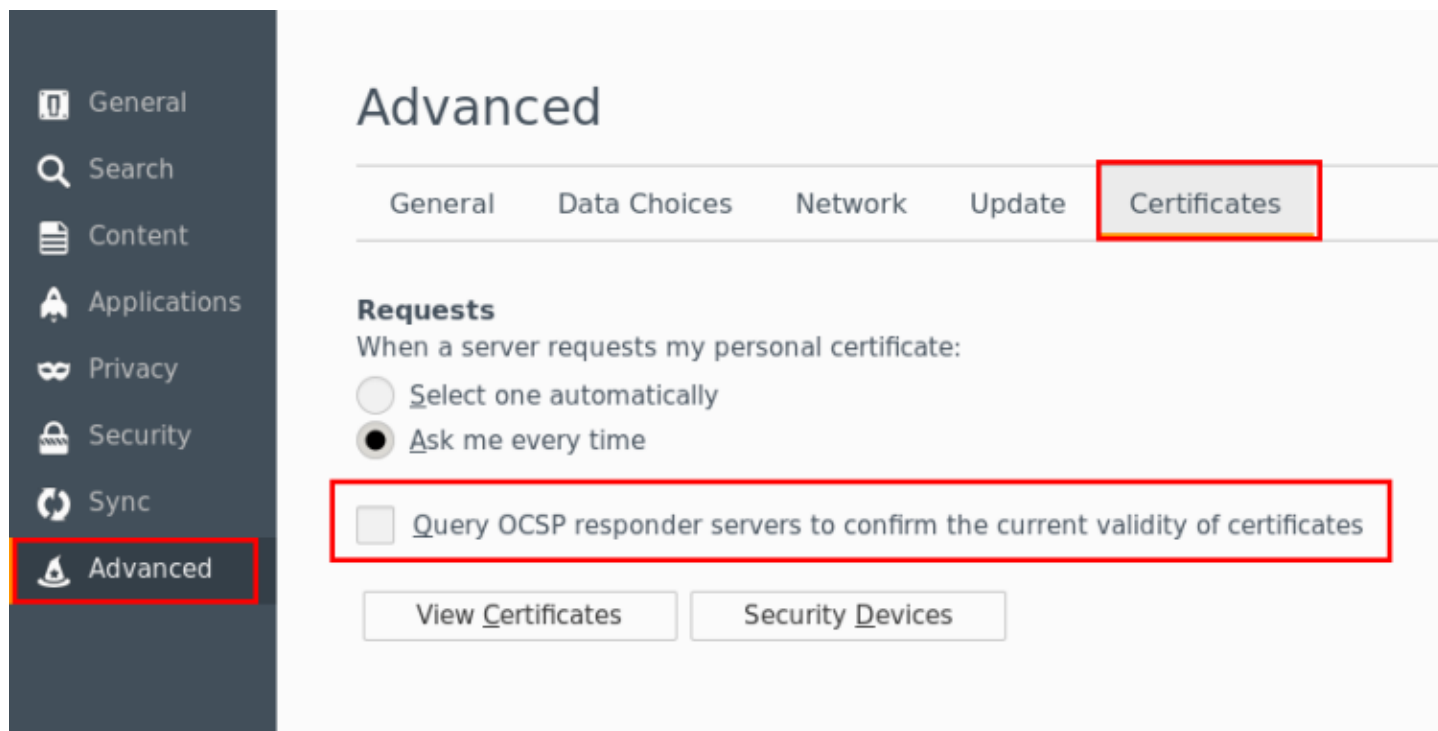 General
Search
Content
Applications
Privacy
Security
Sync
Advanced
Advanced
General Data Choices Network Update Certificates
Requests
When a server requests my personal certificate:
Select one automatically
Ask me every time
Query OCSP responder servers to confirm the current validity of certificates
View Certificates Security Devices